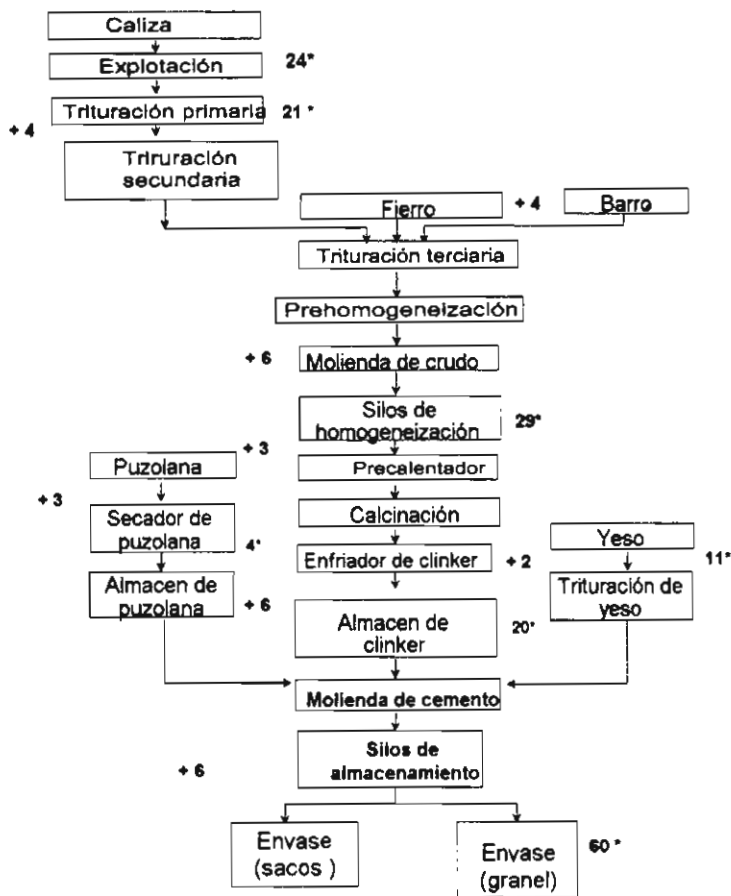 Caliza
Explotación 24*
Trituración primaria 21 *
+ 4
Triruración
secundaria
Fierro + 4 Barro
Trituración terciaria
Prehomogeneización
+ 6 Molienda de crudo
Silos de
homogeneización 29*
Puzolana + 3
Precalentador
+ 3
Secador de
puzolana 4*
Calcinación
Yeso
Enfriador de clinker + 2
11*
Almacen de
puzolana + 6
Trituración de
yeso
Almacen de
clinker 20*
Molienda de cemento
+ 6
Silos de
almacenamiento
Envase
(sacos )
Envase
(granel) 60 *